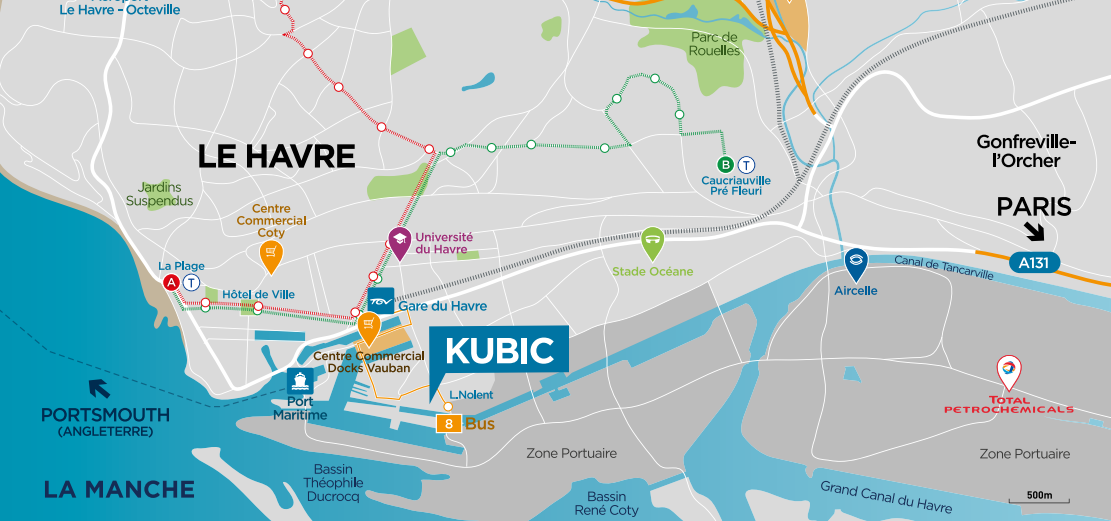 Le Havre - Octeville
Parc de
Rouelles
LE HAVRE
Gonfreville-
l'Orcher
B T
Caucriauville
Pré Fleuri
Jardins
Suspendus
PARIS
Centre
Commercial
Coty
Université
du Havre
La Plage
A T
Stade Océane
Canal de Tancarville
A131
Aircelle
Hôtel de Ville
TGV
Gare du Havre
KUBIC
Centre Commercial
Docks Vauban
L.Nolent
Port
Maritime
TOTAL
PETROCHEMICALS
PORTSMOUTH
(ANGLETERRE)
8 Bus
Zone Portuaire
Zone Portuaire
LA MANCHE
Bassin
Théophile
Ducrocq
Bassin
René Coty
Grand Canal du Havre
500m